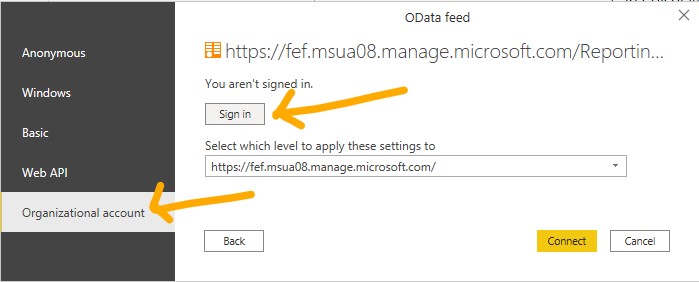 OData feed
Anonymous
Windows
Basic
Web API
Organizational account
https://fef.msua08.manage.microsoft.com/Reportin...
You aren't signed in.
Sign in
Select which level to apply these settings to
https://fef.msua08.manage.microsoft.com/
Back
Connect
Cancel